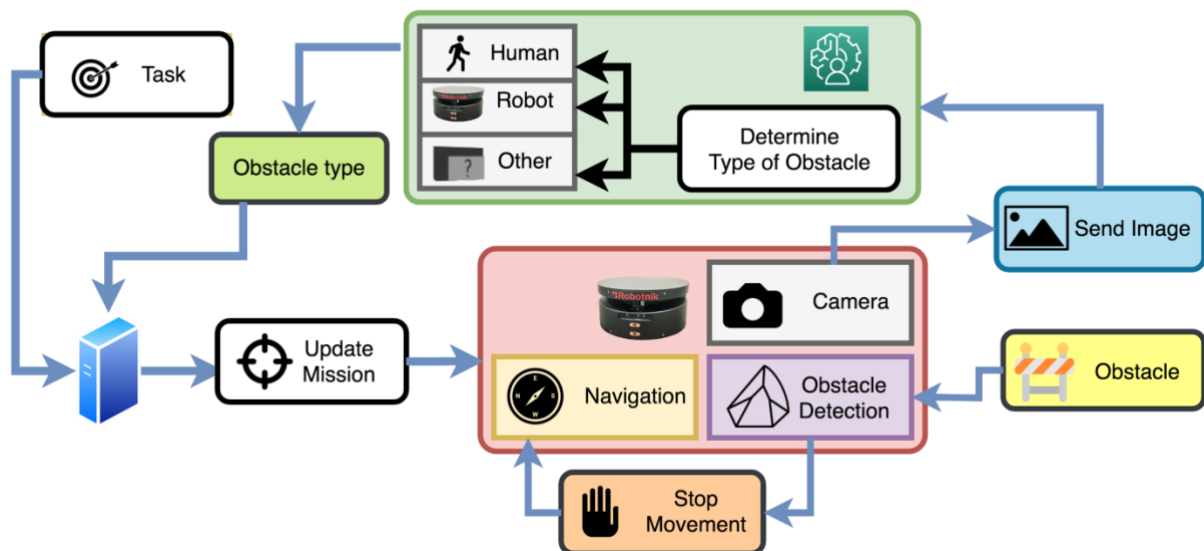 Task
Human
Robot
Other
?
Determine
Type of Obstacle
Obstacle type
Send Image
Robotnik
Camera
Update
Mission
E
N
S
W
Navigation
Obstacle
Detection
Obstacle
Stop
Movement